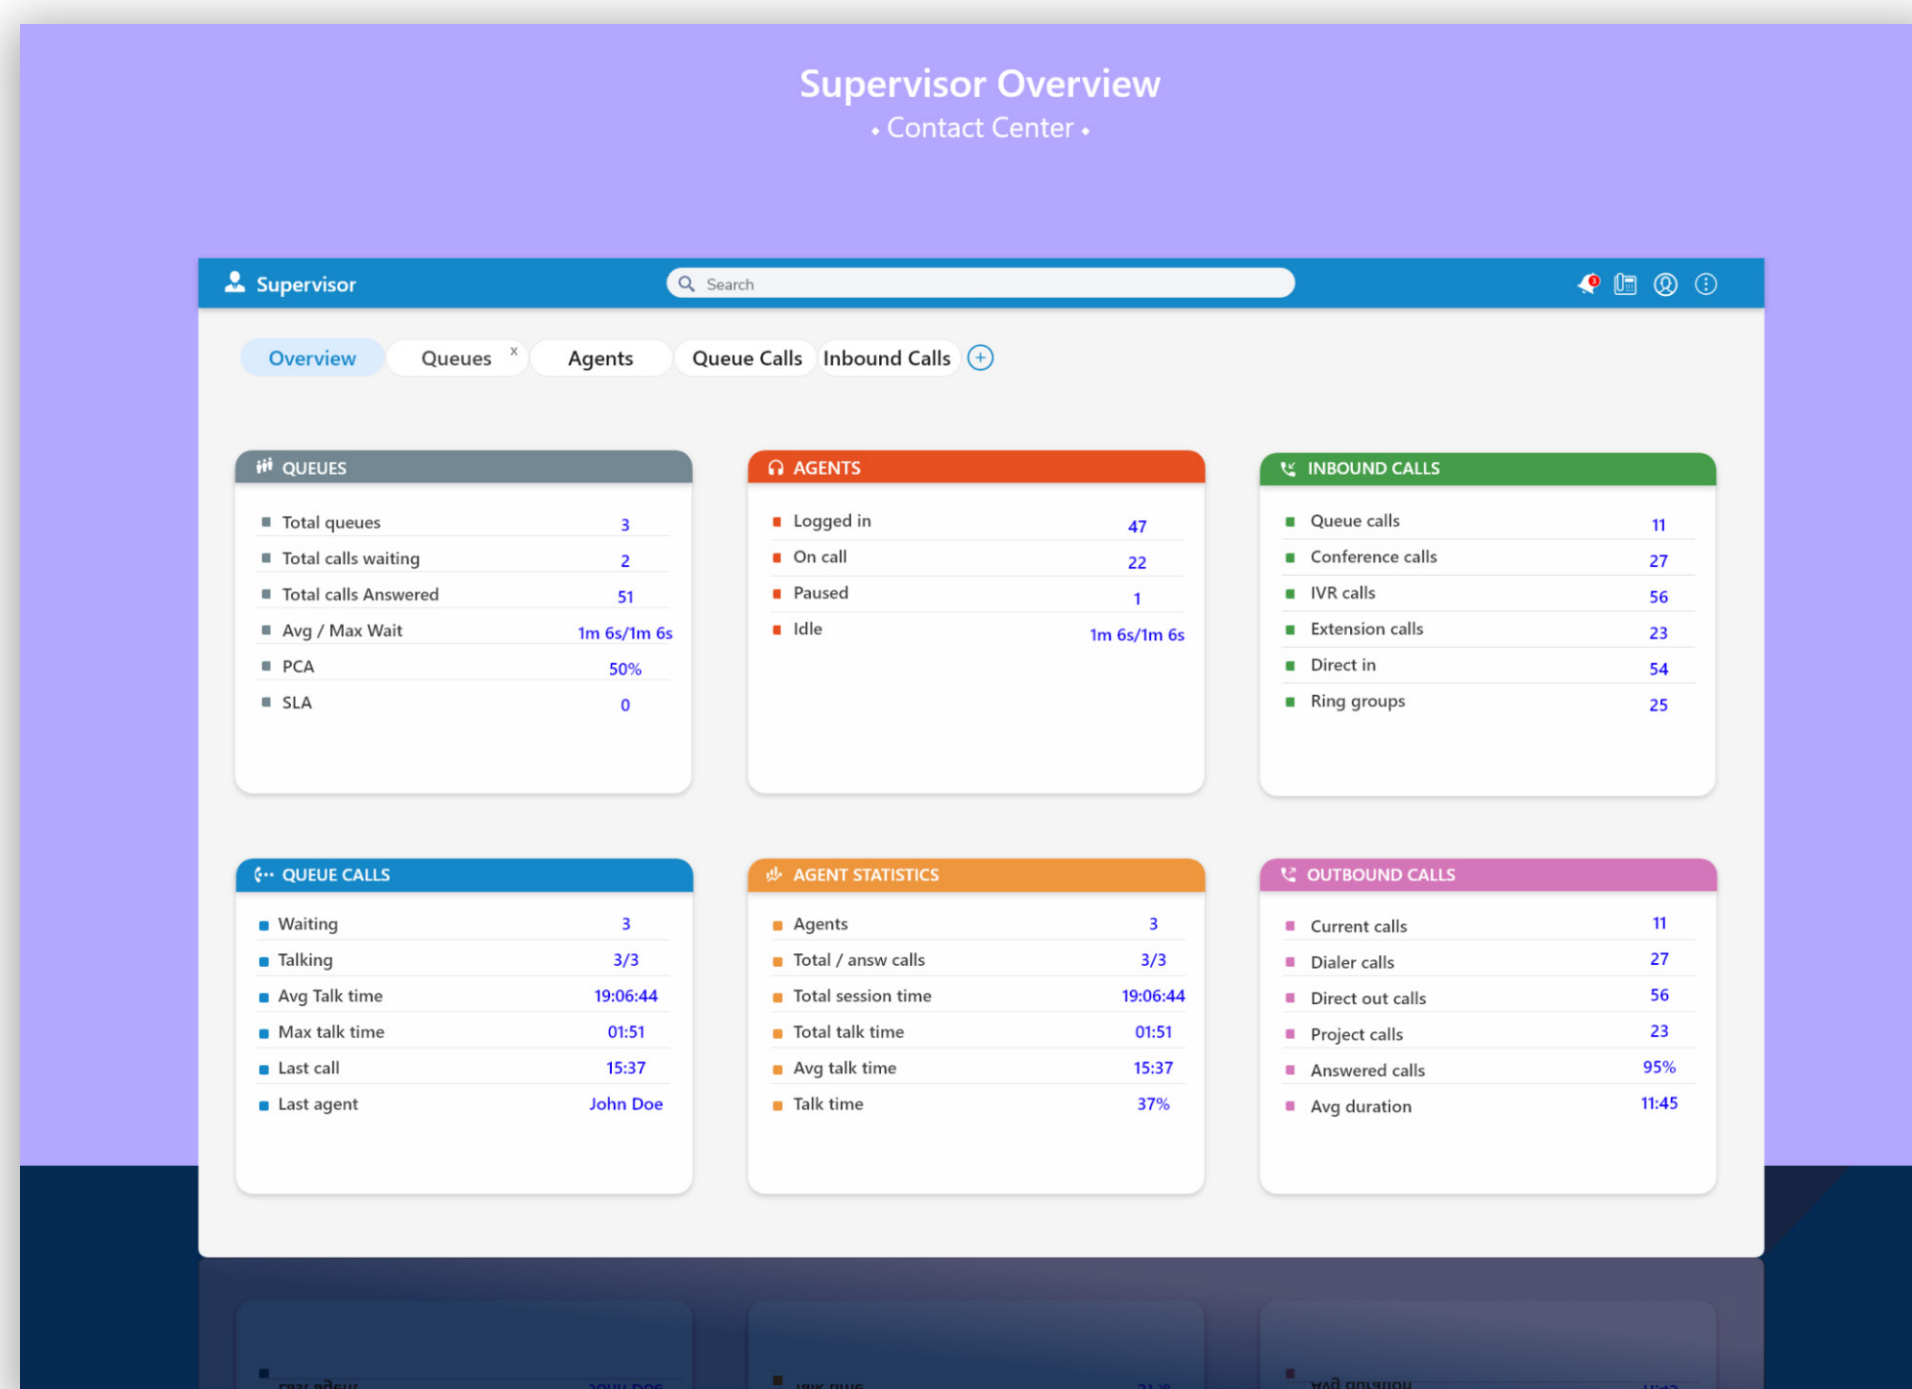 Supervisor Overview
• Contact Center •
Supervisor
Search
3
Overview
Queues x
Agents
Queue Calls
Inbound Calls
QUEUES
Total queues 3
Total calls waiting 2
Total calls Answered 51
Avg / Max Wait 1m 6s/1m 6s
PCA 50%
SLA 0
AGENTS
Logged in 47
On call 22
Paused 1
Idle 1m 6s/1m 6s
INBOUND CALLS
Queue calls 11
Conference calls 27
IVR calls 56
Extension calls 23
Direct in 54
Ring groups 25
QUEUE CALLS
Waiting 3
Talking 3/3
Avg Talk time 19:06:44
Max talk time 01:51
Last call 15:37
Last agent John Doe
AGENT STATISTICS
Agents 3
Total / answ calls 3/3
Total session time 19:06:44
Total talk time 01:51
Avg talk time 15:37
Talk time 37%
OUTBOUND CALLS
Current calls 11
Dialer calls 27
Direct out calls 56
Project calls 23
Answered calls 95%
Avg duration 11:45